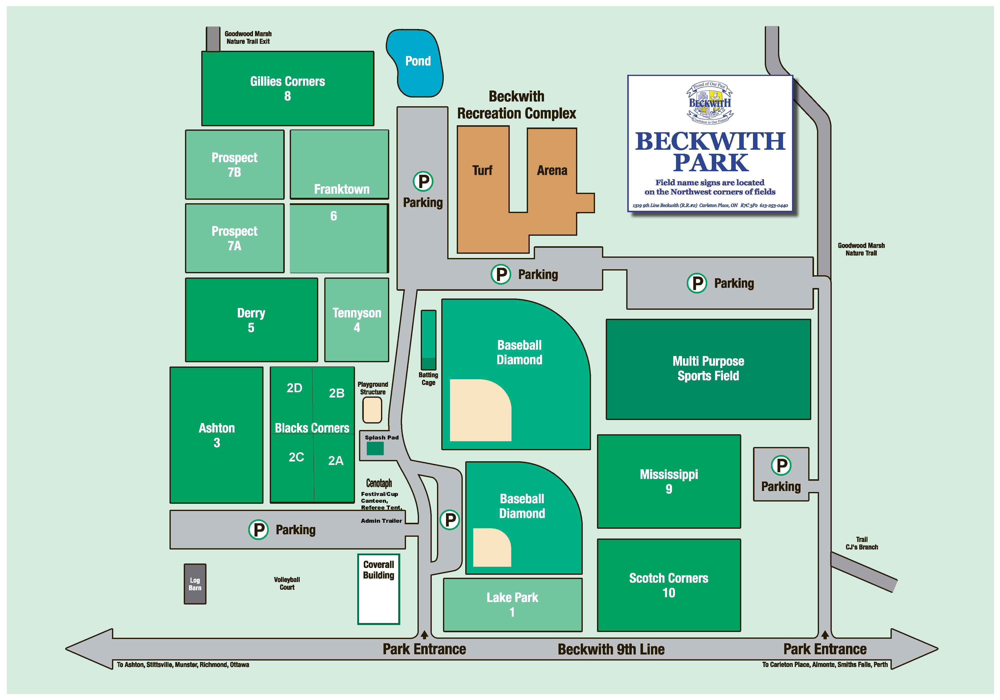 Goodwood Marsh
Nature Trail Exit
Pond
Gillies Corners
8
Beckwith
Recreation Complex
Proud of Our Past
BECKWITH
TOWNSHIP
Confident in Our Future
BECKWITH
PARK
Field name signs are located
on the Northwest corners of fields
1319 9th Line Beckwith (R.R.#2) Carleton Place, ON K7C 3P2 613-253-0440
Prospect
7B
Franktown
6
Prospect
7A
P
Parking
Turf
Arena
Goodwood Marsh
Nature Trail
P Parking
P Parking
Derry
5
Tennyson
4
Baseball
Diamond
Batting
Cage
Multi Purpose
Sports Field
Ashton
3
2D
2B
Blacks Corners
2C
2A
Playground
Structure
Splash Pad
Cenotaph
Festival/Cup
Canteen,
Referee Tent,
Admin Trailer
P Parking
P
Baseball
Diamond
Mississippi
9
P
Parking
Trail
CJ's Branch
Log
Barn
Volleyball
Court
Coverall
Building
Lake Park
1
Scotch Corners
10
Park Entrance
Beckwith 9th Line
Park Entrance
To Ashton, Stittsville, Munster, Richmond, Ottawa
To Carleton Place, Almonte, Smiths Falls, Perth